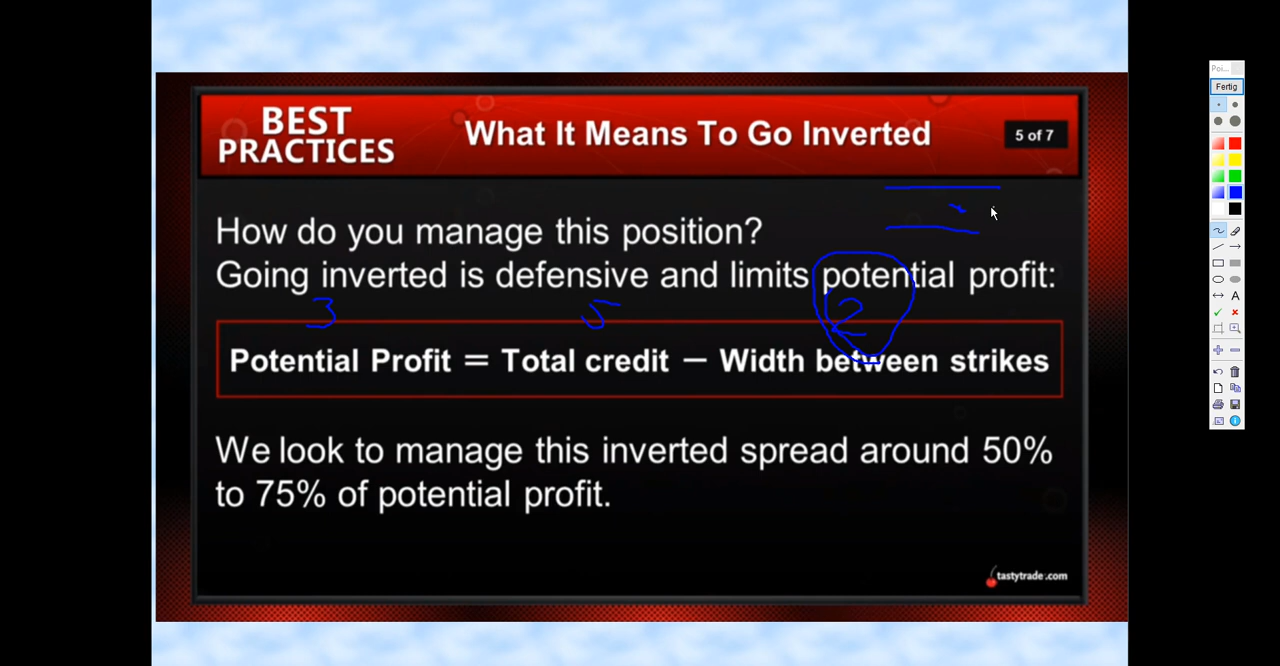 Poi...
Fertig
BEST
PRACTICES
What It Means To Go Inverted
5 of 7
How do you manage this position?
Going inverted is defensive and limits potential profit:
3 5 2
Potential Profit = Total credit − Width between strikes
We look to manage this inverted spread around 50%
to 75% of potential profit.
tastytrade.com
A